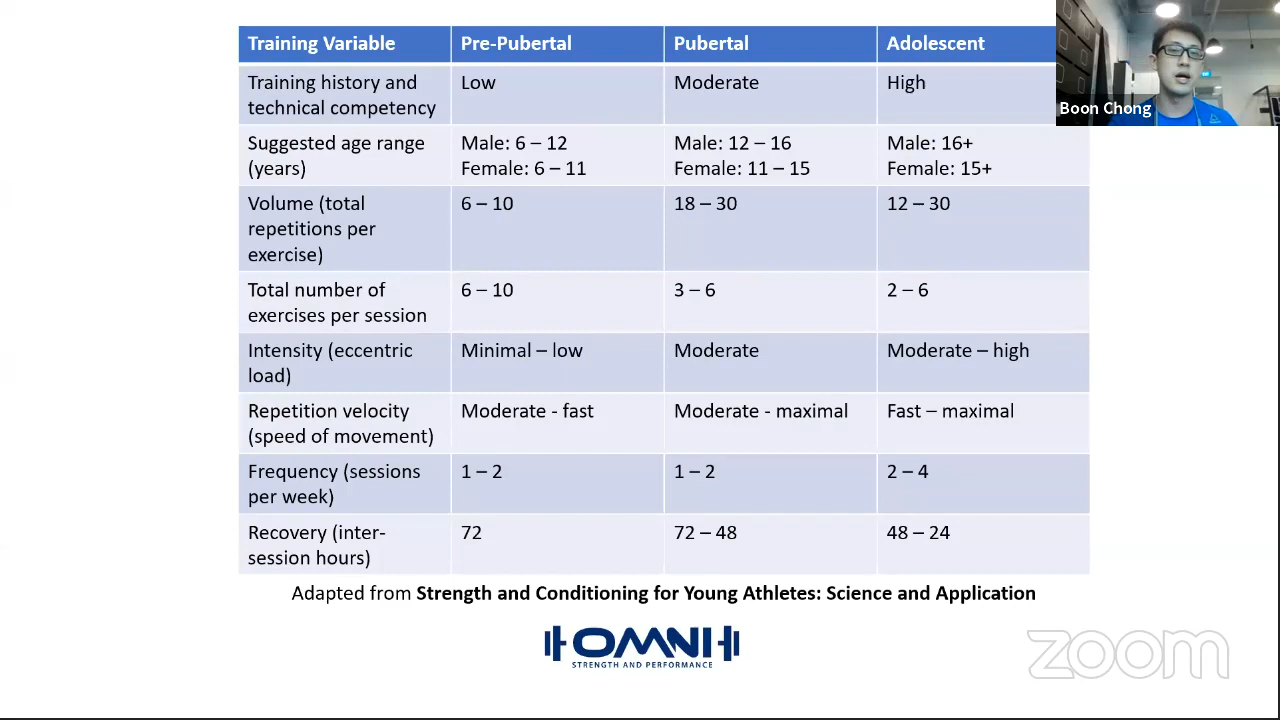 Training Variable
Pre-Pubertal
Pubertal
Adolescent
Training history and
technical competency
Low
Moderate
High
Suggested age range
(years)
Male: 6 – 12
Female: 6 – 11
Male: 12 – 16
Female: 11 – 15
Male: 16+
Female: 15+
Volume (total
repetitions per
exercise)
6 – 10
18 – 30
12 – 30
Total number of
exercises per session
6 – 10
3 – 6
2 – 6
Intensity (eccentric
load)
Minimal – low
Moderate
Moderate – high
Repetition velocity
(speed of movement)
Moderate - fast
Moderate - maximal
Fast – maximal
Frequency (sessions
per week)
1 – 2
1 – 2
2 – 4
Recovery (inter-
session hours)
72
72 – 48
48 – 24
Adapted from Strength and Conditioning for Young Athletes: Science and Application
OMNI
STRENGTH AND PERFORMANCE
Boon Chong
zoom